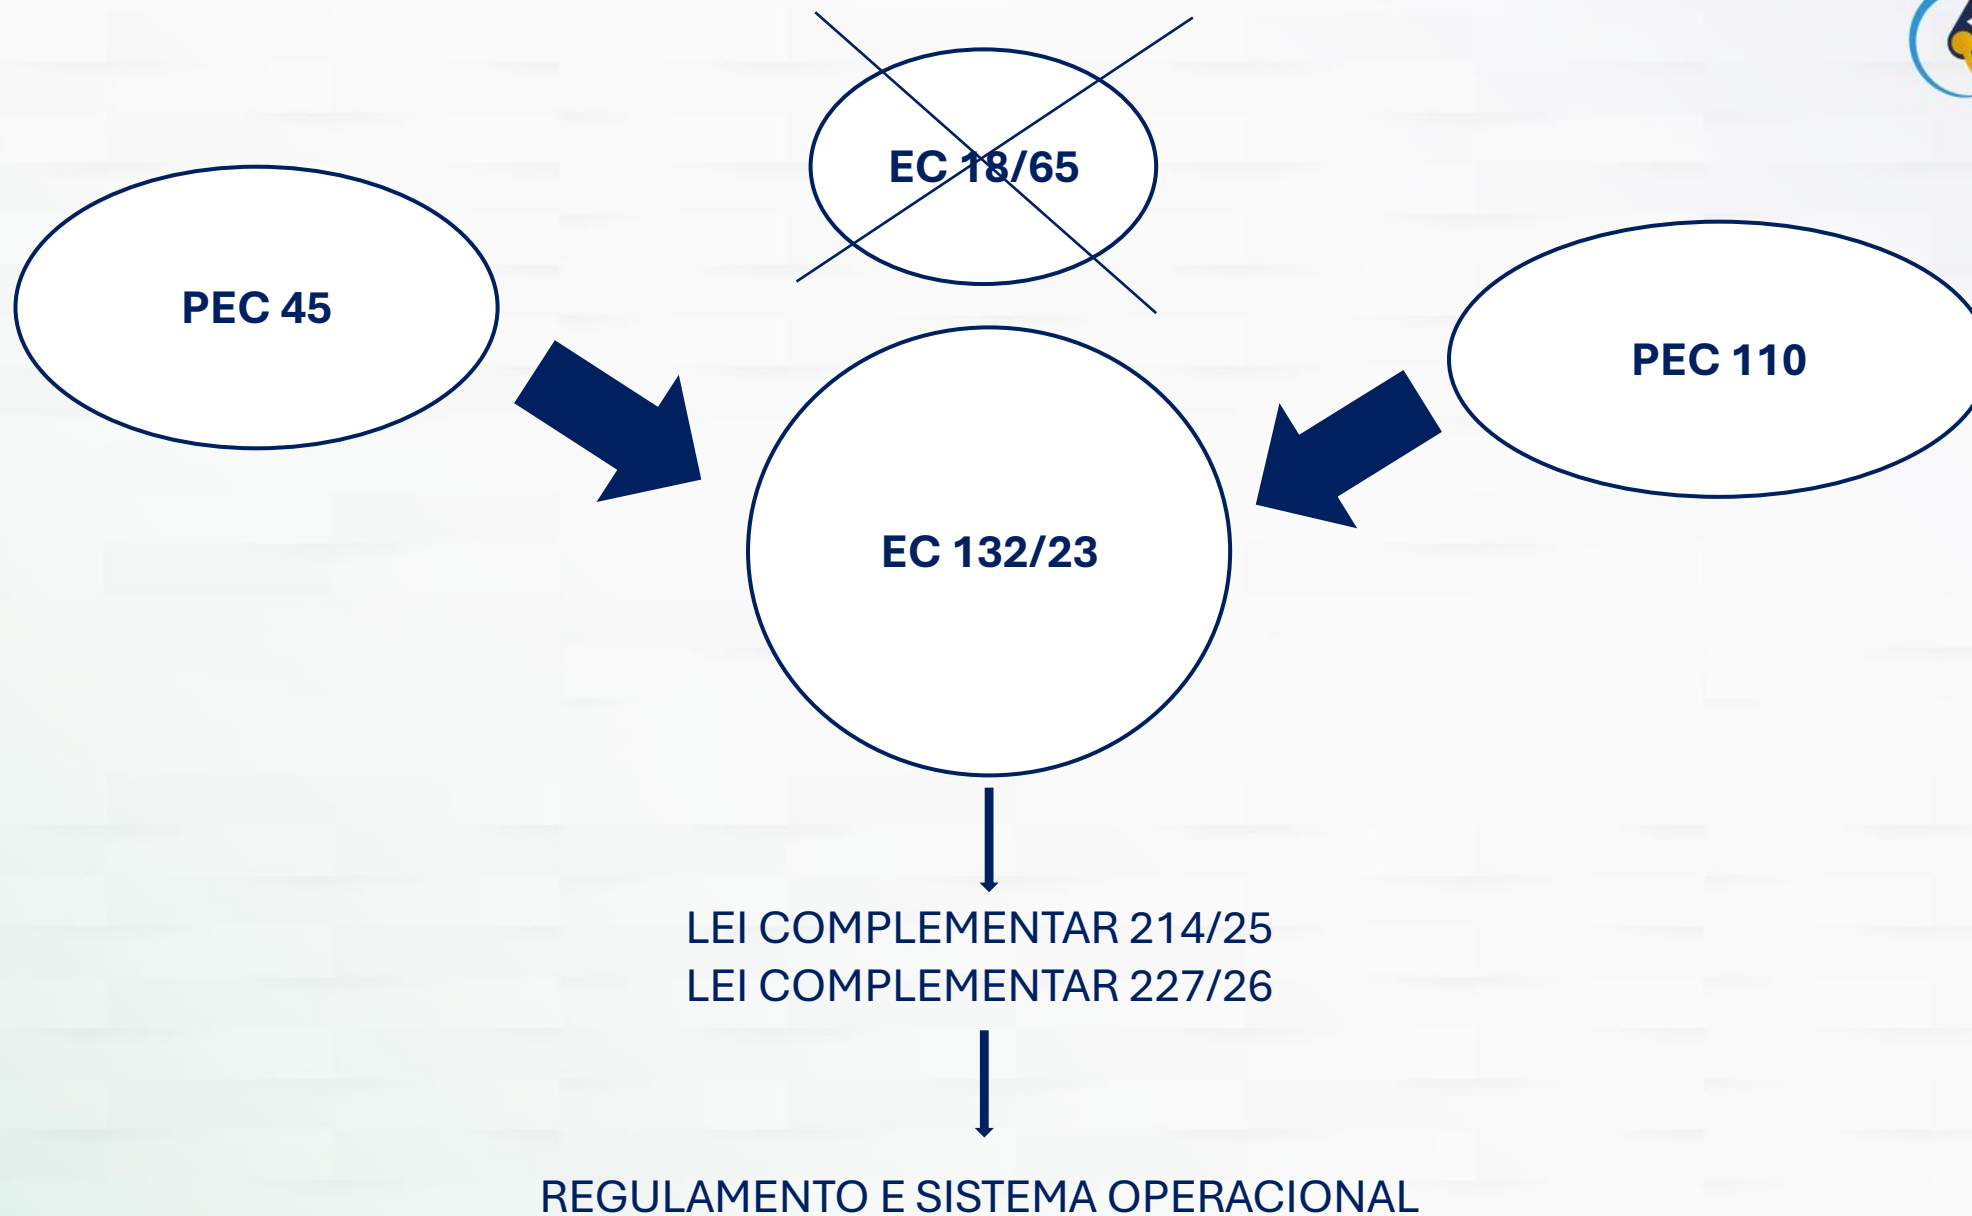 EC 18/65
PEC 45
PEC 110
EC 132/23
LEI COMPLEMENTAR 214/25
LEI COMPLEMENTAR 227/26
REGULAMENTO E SISTEMA OPERACIONAL